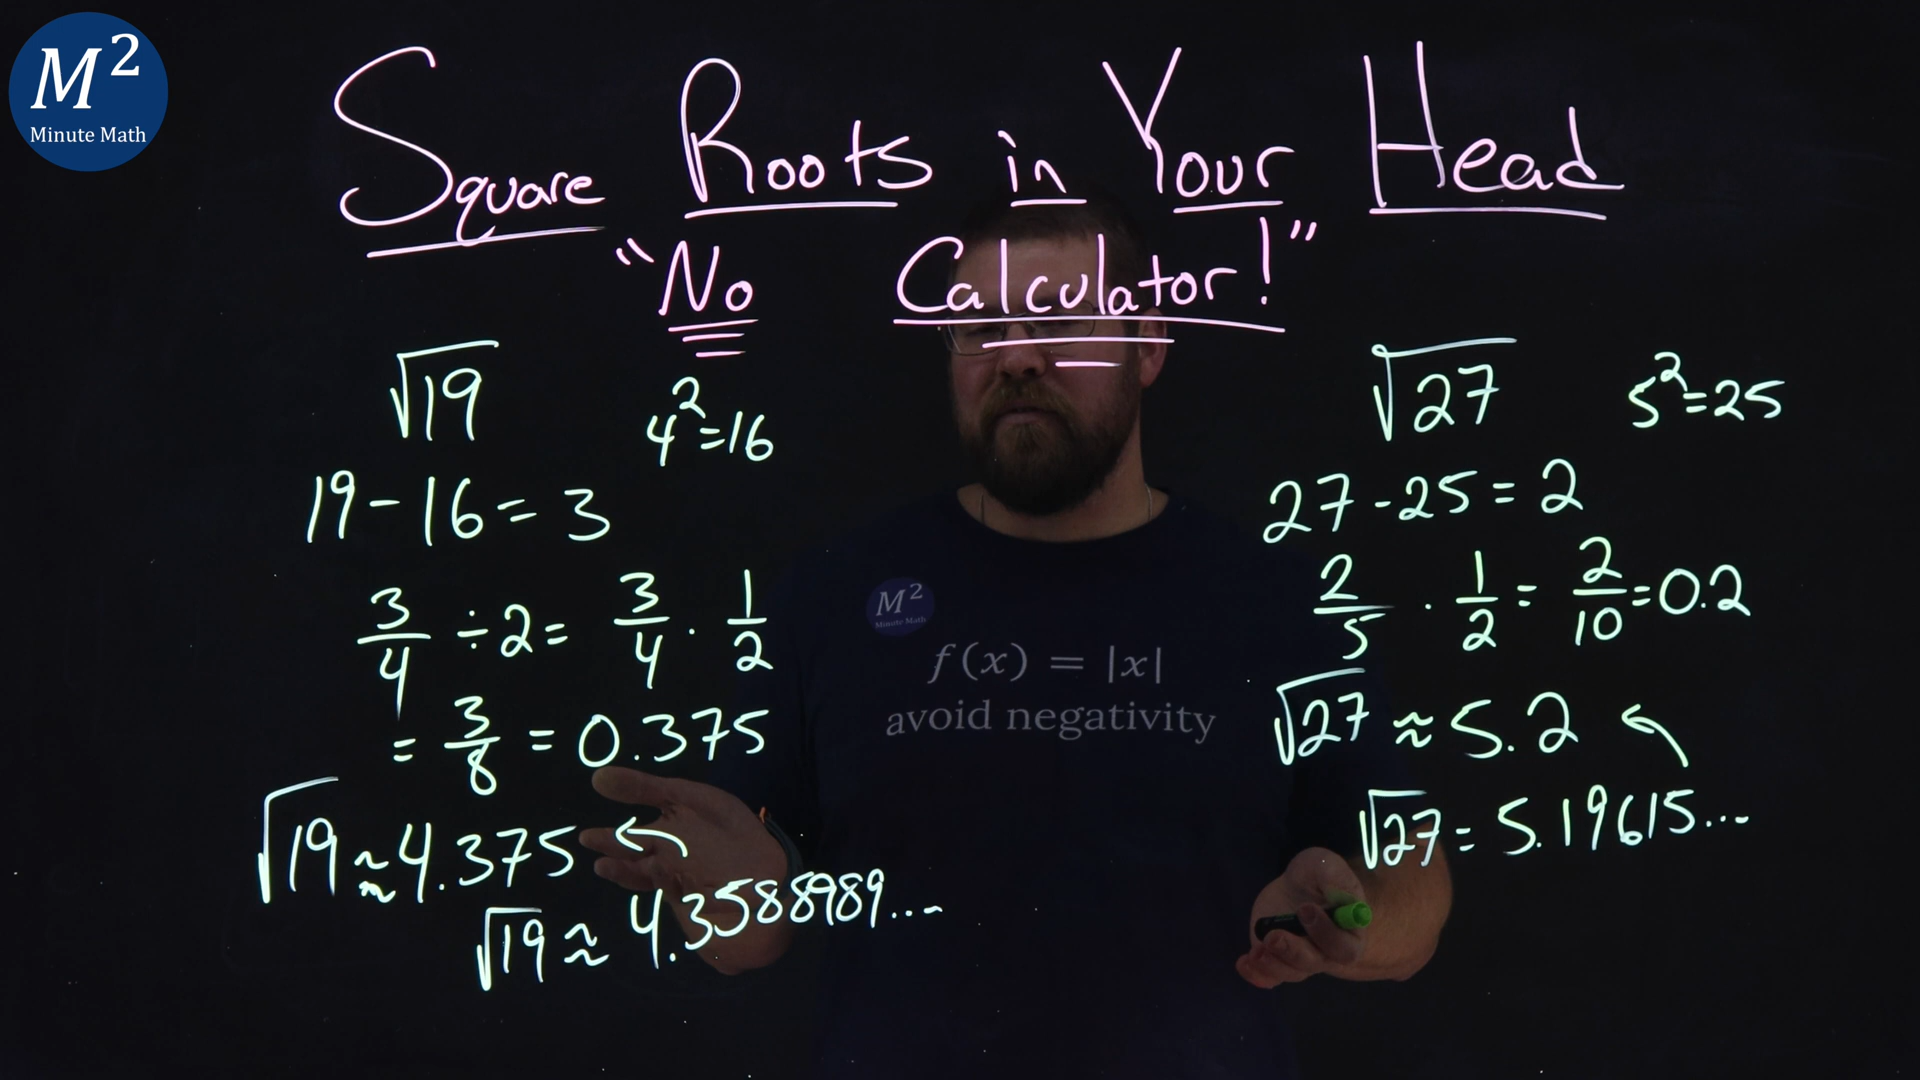 M²
Minute Math
Square Roots in Your Head
"No Calculator!"
√19
4²=16
19-16=3
3/4 ÷2= 3/4 · 1/2
= 3/8 = 0.375
√19≈4.375
√19≈4.3588989...
√27
5²=25
27-25=2
2/5 · 1/2 = 2/10 =0.2
√27≈5.2
√27=5.19615...
M²
Minute Math
f(x) = |x|
avoid negativity